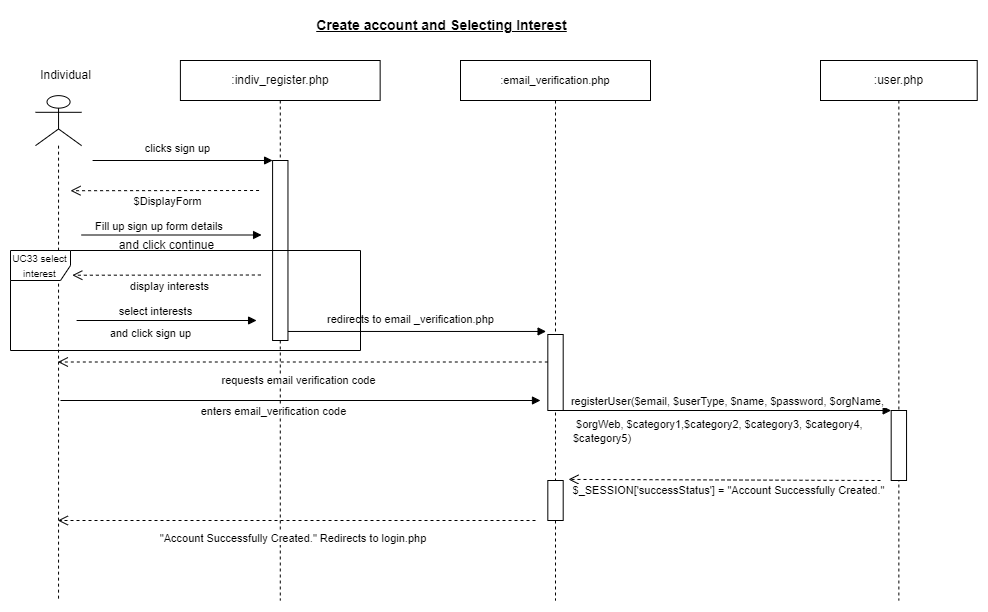 Create account and Selecting Interest
Individual
:indiv_register.php
:email_verification.php
:user.php
clicks sign up
$DisplayForm
Fill up sign up form details
and click continue
UC33 select
interest
display interests
select interests
and click sign up
redirects to email _verification.php
requests email verification code
enters email_verification code
registerUser($email, $userType, $name, $password, $orgName,
$orgWeb, $category1,$category2, $category3, $category4,
$category5)
$_SESSION['successStatus'] = "Account Successfully Created."
"Account Successfully Created." Redirects to login.php